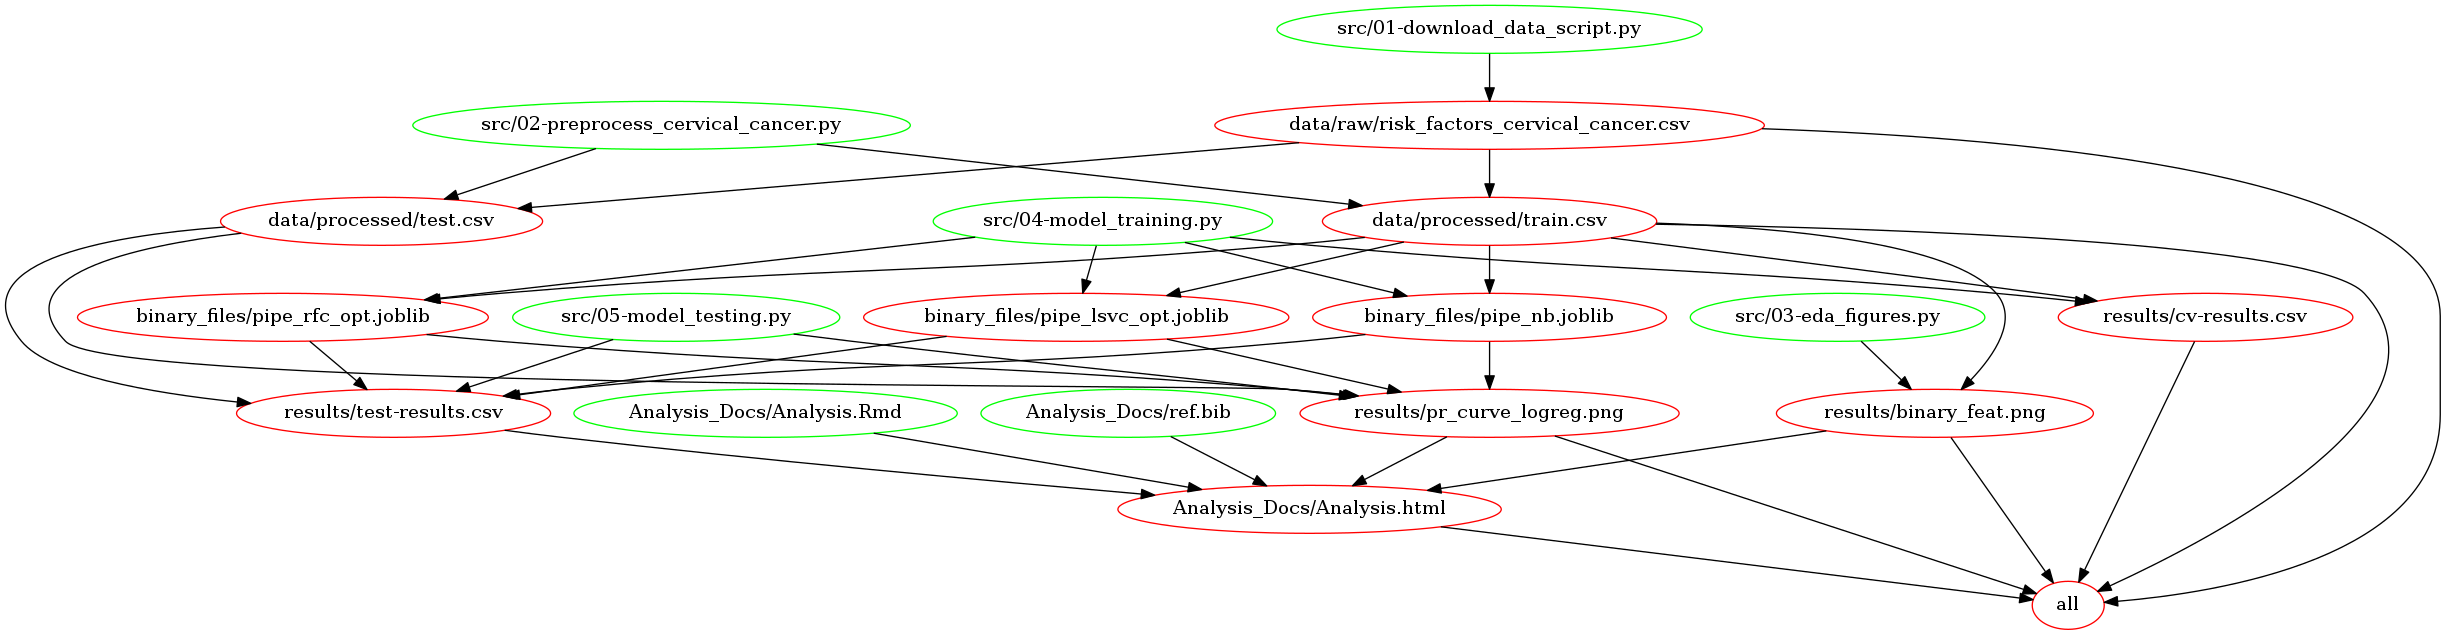 src/01-download_data_script.py
src/02-preprocess_cervical_cancer.py
data/raw/risk_factors_cervical_cancer.csv
data/processed/test.csv
src/04-model_training.py
data/processed/train.csv
binary_files/pipe_rfc_opt.joblib
src/05-model_testing.py
binary_files/pipe_lsvc_opt.joblib
binary_files/pipe_nb.joblib
src/03-eda_figures.py
results/cv-results.csv
results/test-results.csv
Analysis_Docs/Analysis.Rmd
Analysis_Docs/ref.bib
results/pr_curve_logreg.png
results/binary_feat.png
Analysis_Docs/Analysis.html
all